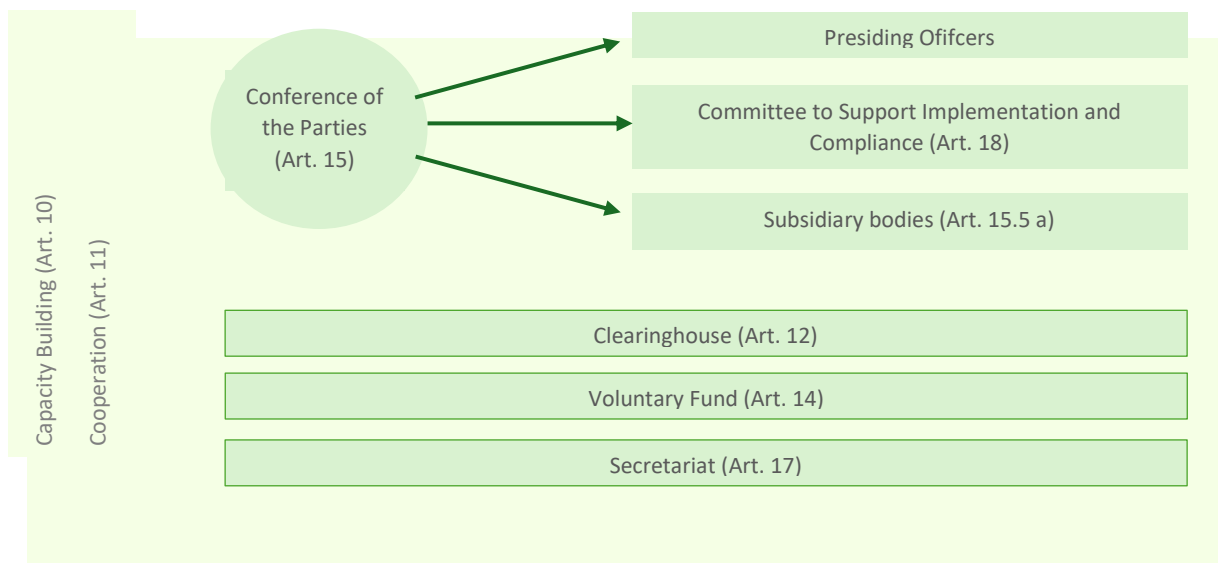 Presiding Ofifcers
Conference of
the Parties
(Art. 15)
Committee to Support Implementation and
Compliance (Art. 18)
Subsidiary bodies (Art. 15.5 a)
Capacity Building (Art. 10)
Cooperation (Art. 11)
Clearinghouse (Art. 12)
Voluntary Fund (Art. 14)
Secretariat (Art. 17)